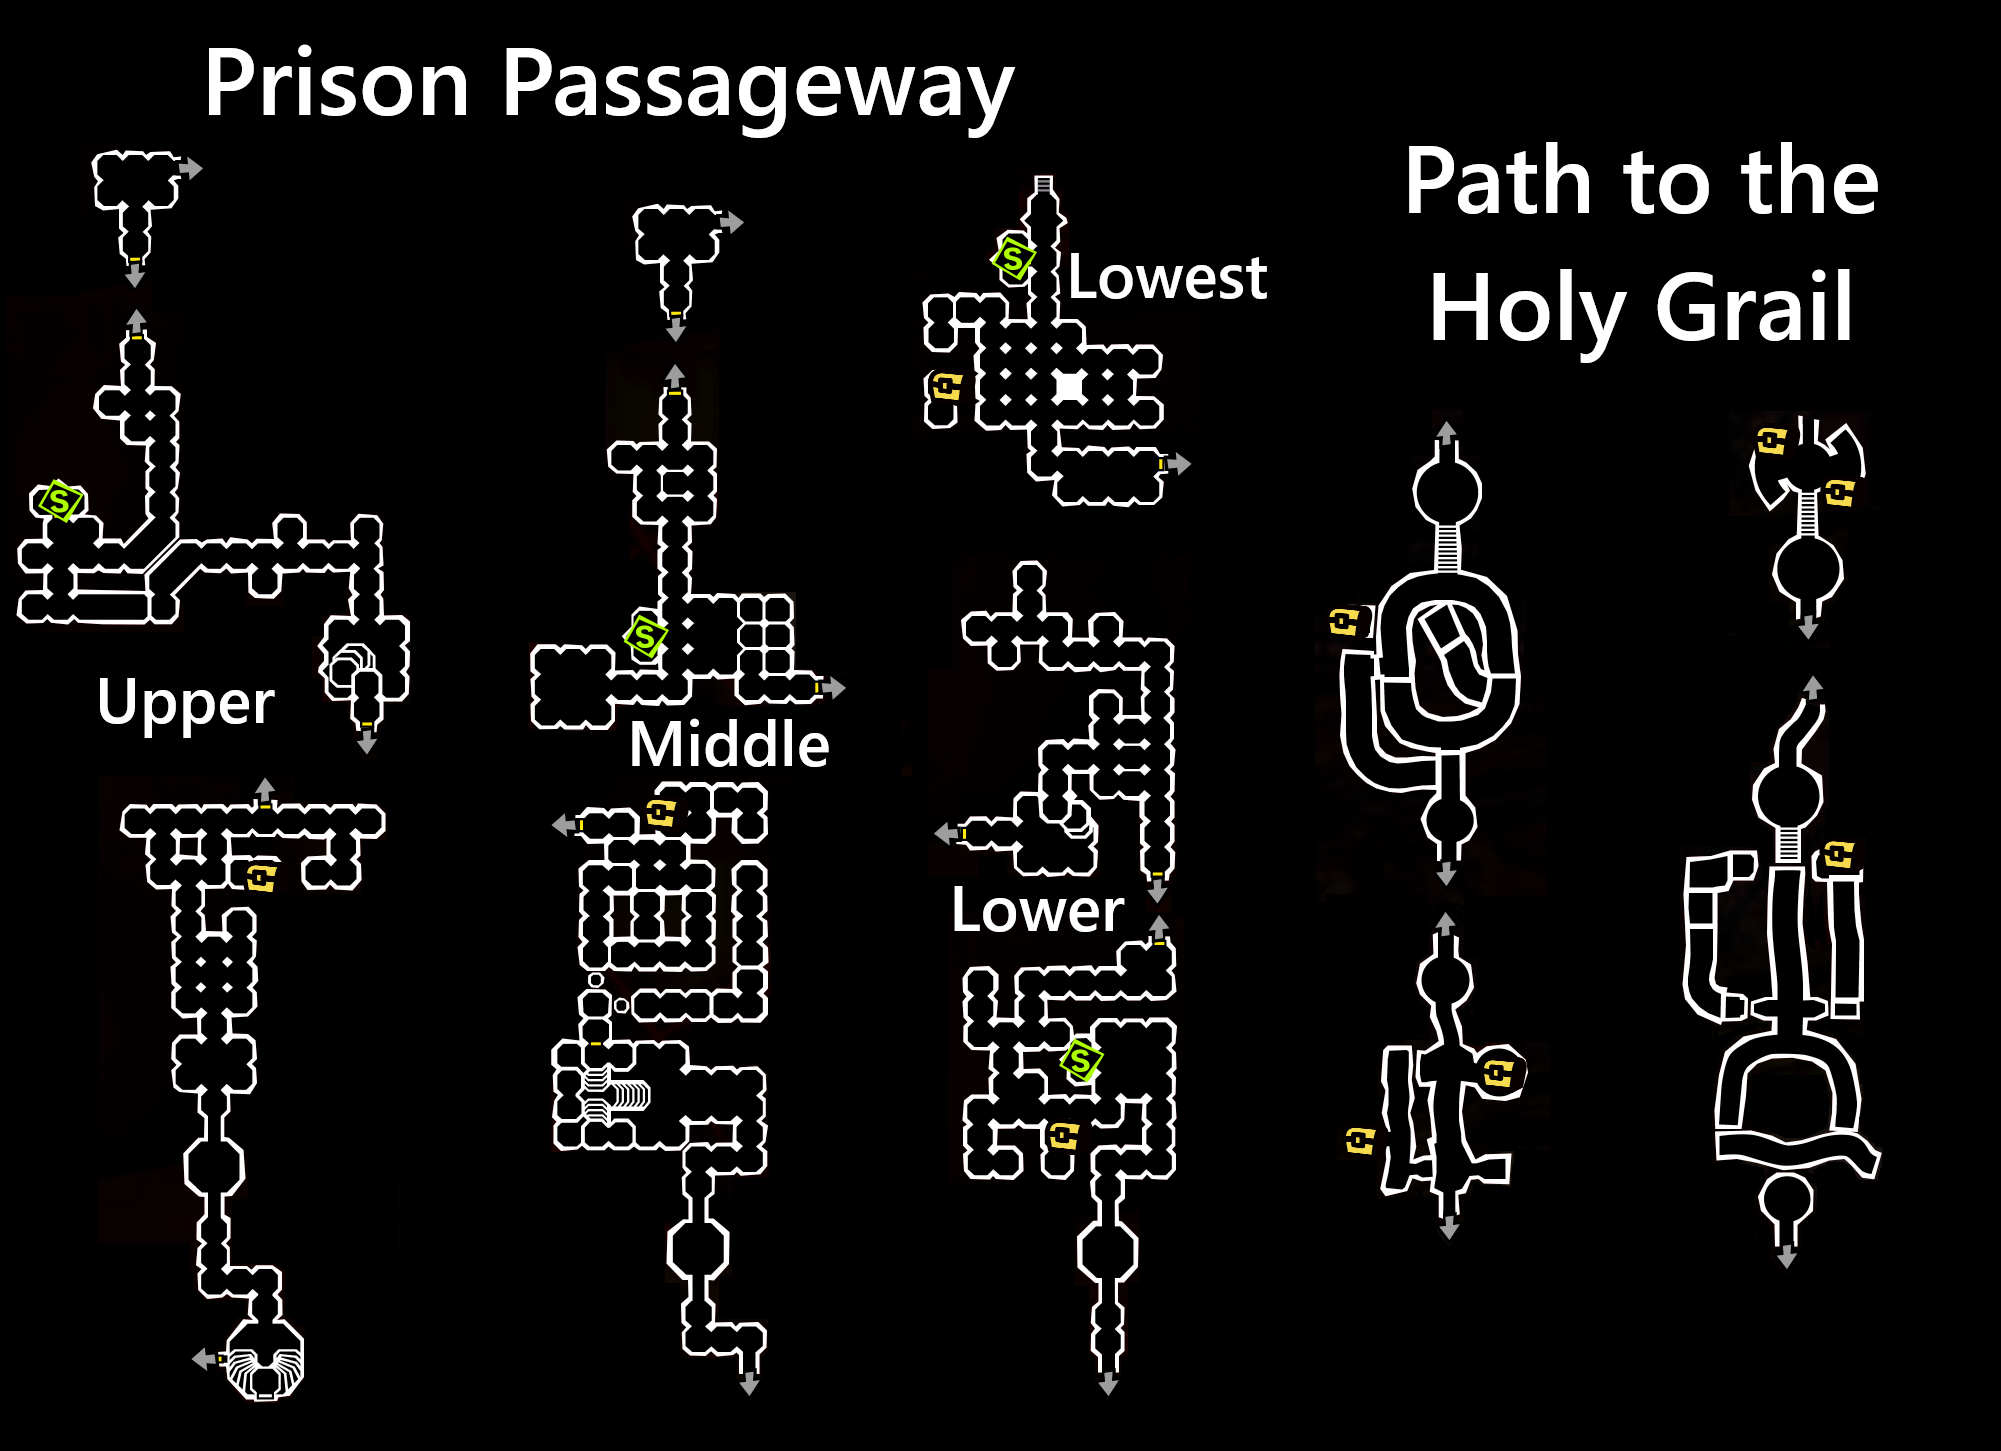 Prison Passageway
Path to the
Holy Grail
S
Lowest
S
S
Upper
Middle
Lower
S